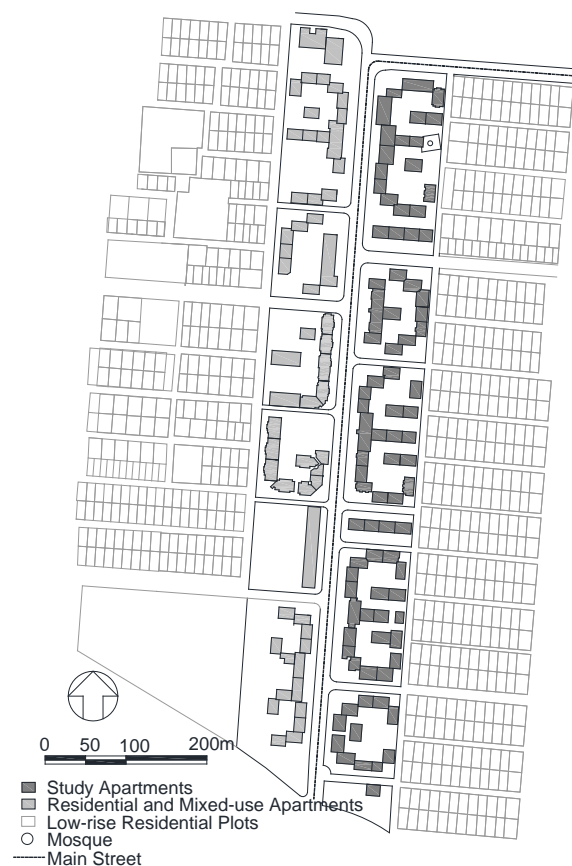 0 50 100 200m
Study Apartments
Residential and Mixed-use Apartments
Low-rise Residential Plots
Mosque
Main Street